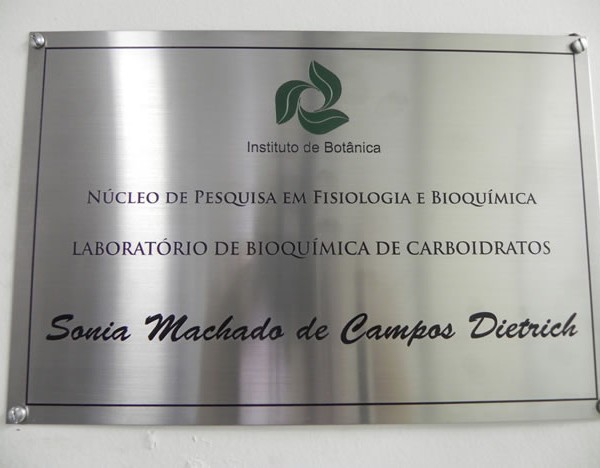 Instituto de Botânica
NÚCLEO DE PESQUISA EM FISIOLOGIA E BIOQUÍMICA
LABORATÓRIO DE BIOQUÍMICA DE CARBOIDRATOS
Sonia Machado de Campos Dietrich